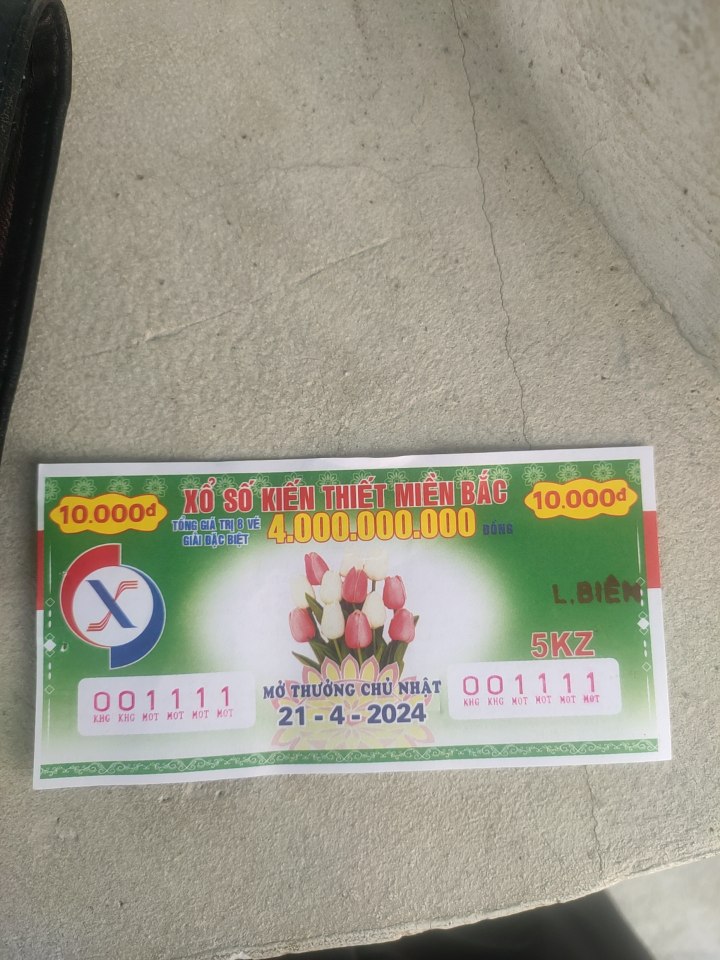 XỔ SỐ KIẾN THIẾT MIỀN BẮC
10.000đ
10.000đ
TỔNG GIÁ TRỊ 8 VÉ
GIẢI ĐẶC BIỆT
4.000.000.000 ĐỒNG
X
L.BIÊN
5KZ
001111
KHG KHG MOT MOT MOT MOT
MỞ THƯỞNG CHỦ NHẬT
21 - 4 - 2024
001111
KHG KHG MOT MOT MOT MOT